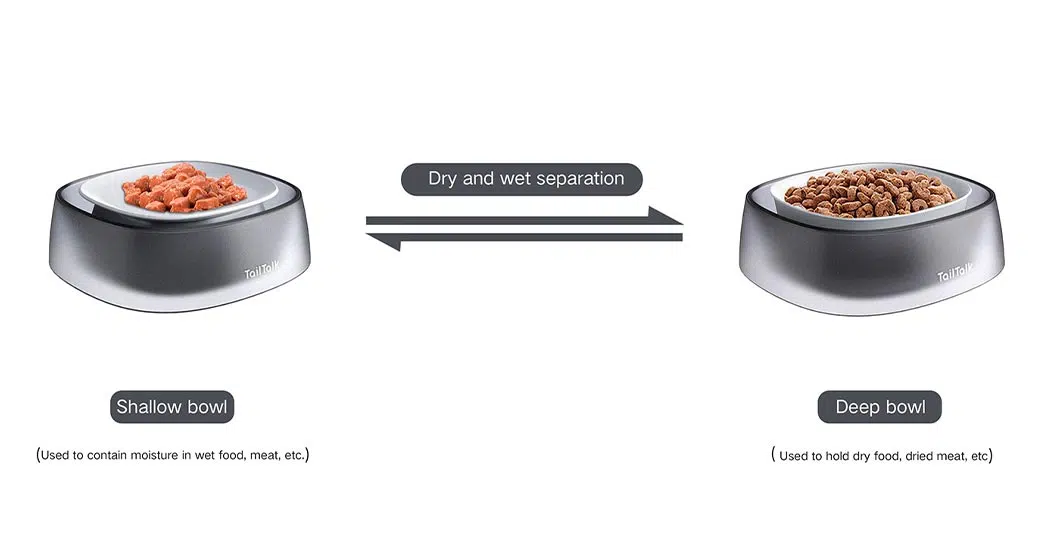 Dry and wet separation
TailTalk
TailTalk
Shallow bowl
Deep bowl
(Used to contain moisture in wet food, meat, etc.)
( Used to hold dry food, dried meat, etc)